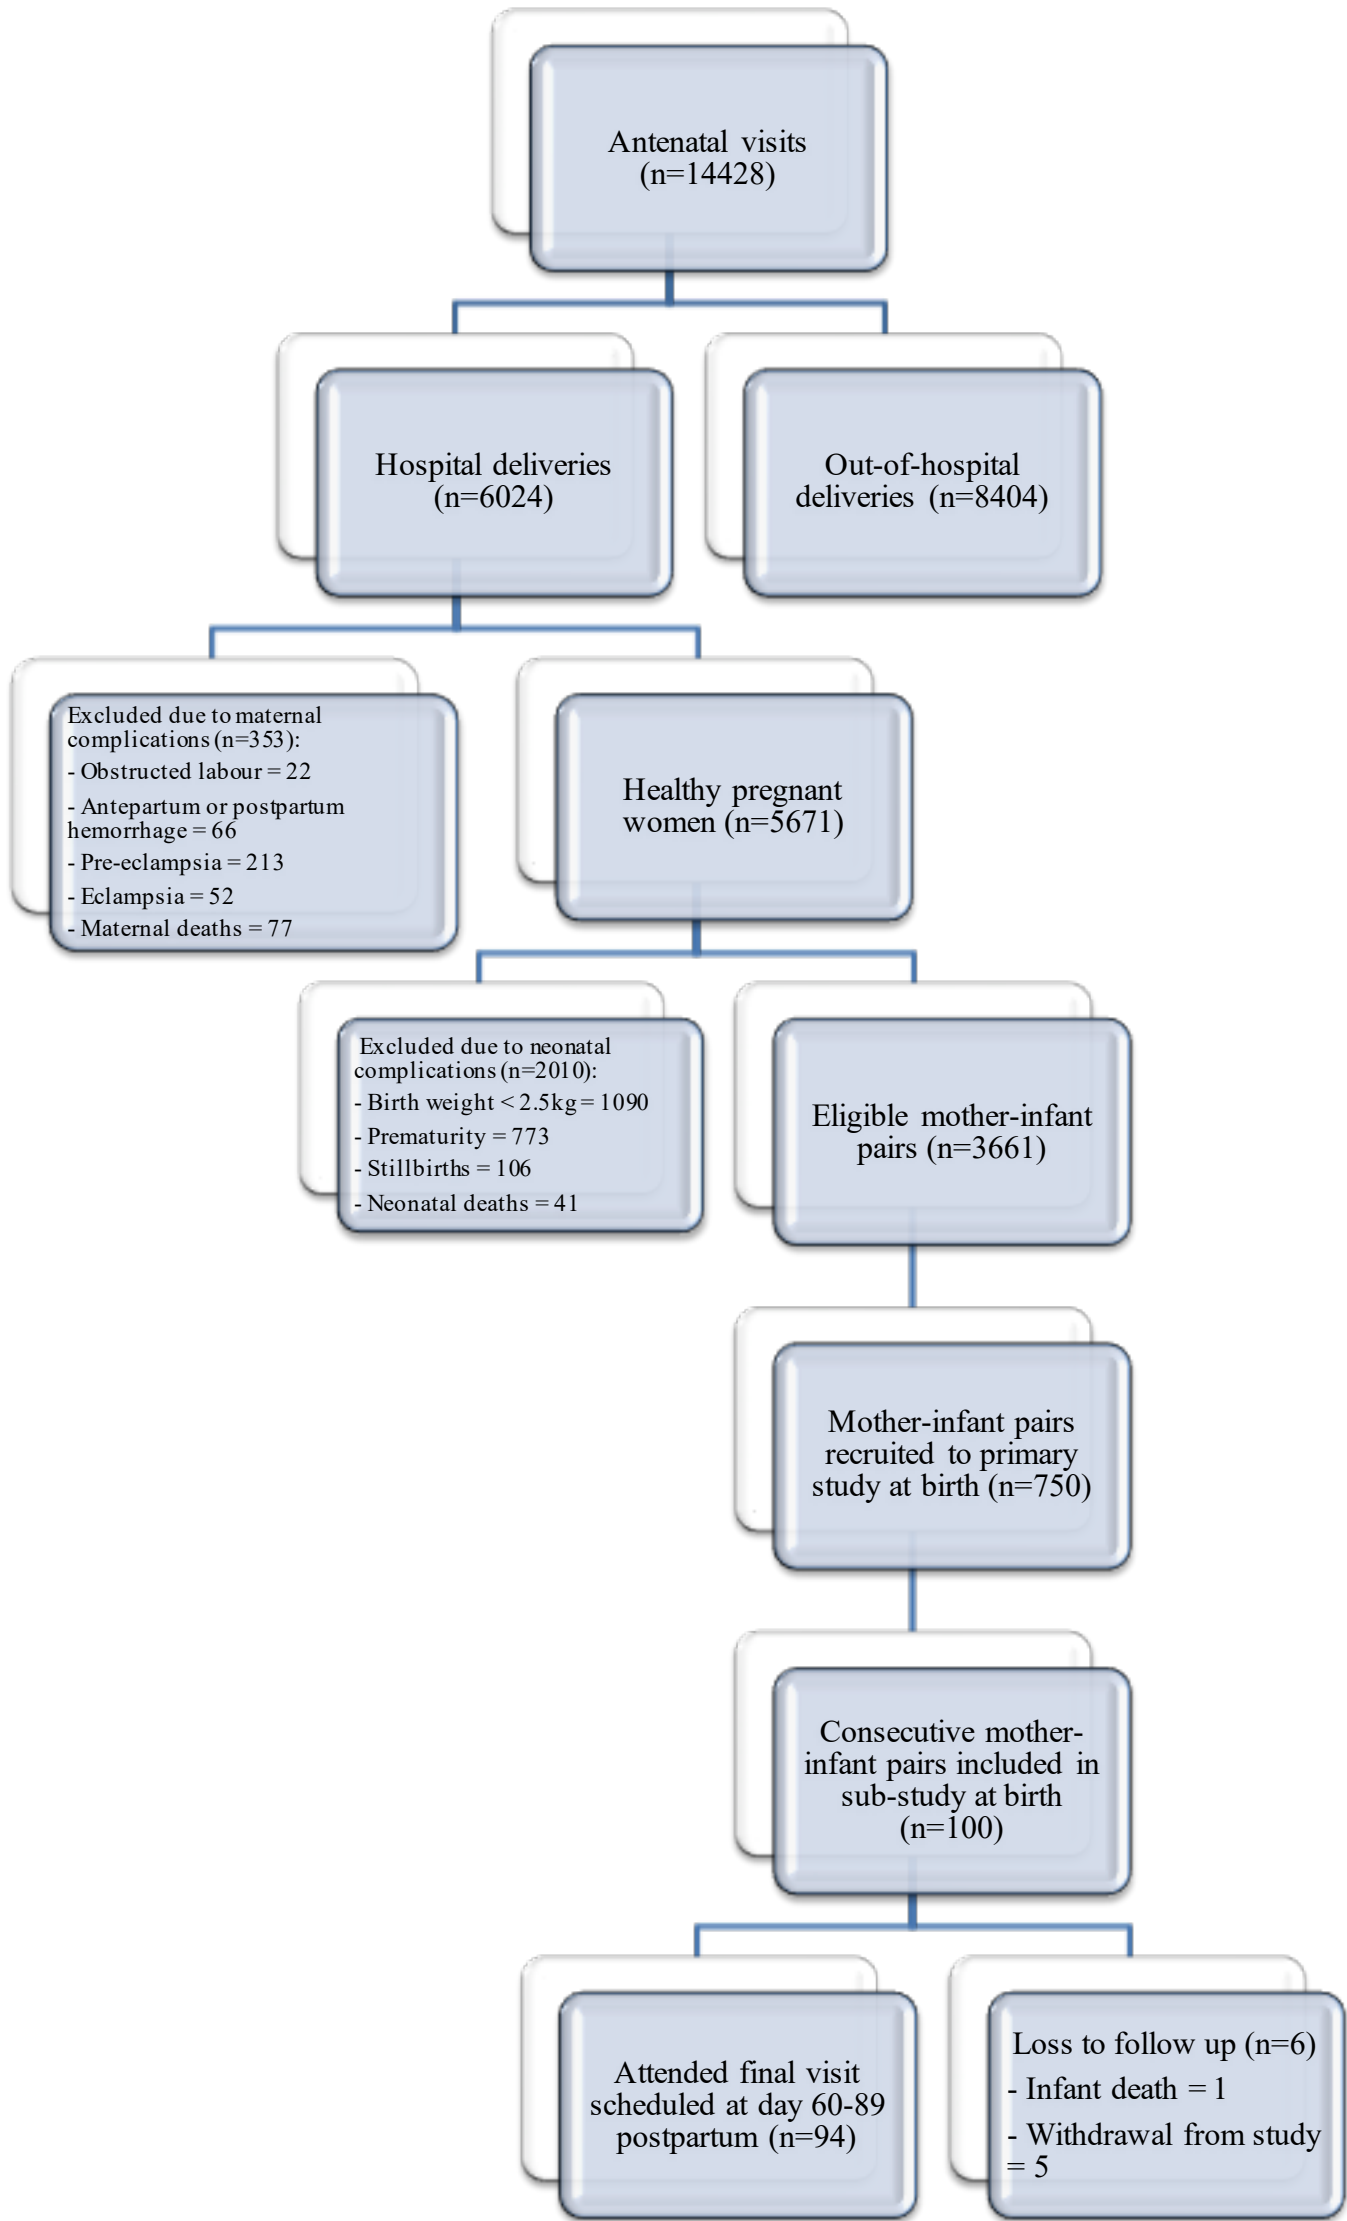 Antenatal visits
(n=14428)
Hospital deliveries
(n=6024)
Out-of-hospital
deliveries (n=8404)
Excluded due to maternal
complications (n=353):
- Obstructed labour = 22
- Antepartum or postpartum
hemorrhage = 66
- Pre-eclampsia = 213
- Eclampsia = 52
- Maternal deaths = 77
Healthy pregnant
women (n=5671)
Excluded due to neonatal
complications (n=2010):
- Birth weight < 2.5kg = 1090
- Prematurity = 773
- Stillbirths = 106
- Neonatal deaths = 41
Eligible mother-infant
pairs (n=3661)
Mother-infant pairs
recruited to primary
study at birth (n=750)
Consecutive mother-
infant pairs included in
sub-study at birth
(n=100)
Attended final visit
scheduled at day 60-89
postpartum (n=94)
Loss to follow up (n=6)
- Infant death = 1
- Withdrawal from study
= 5